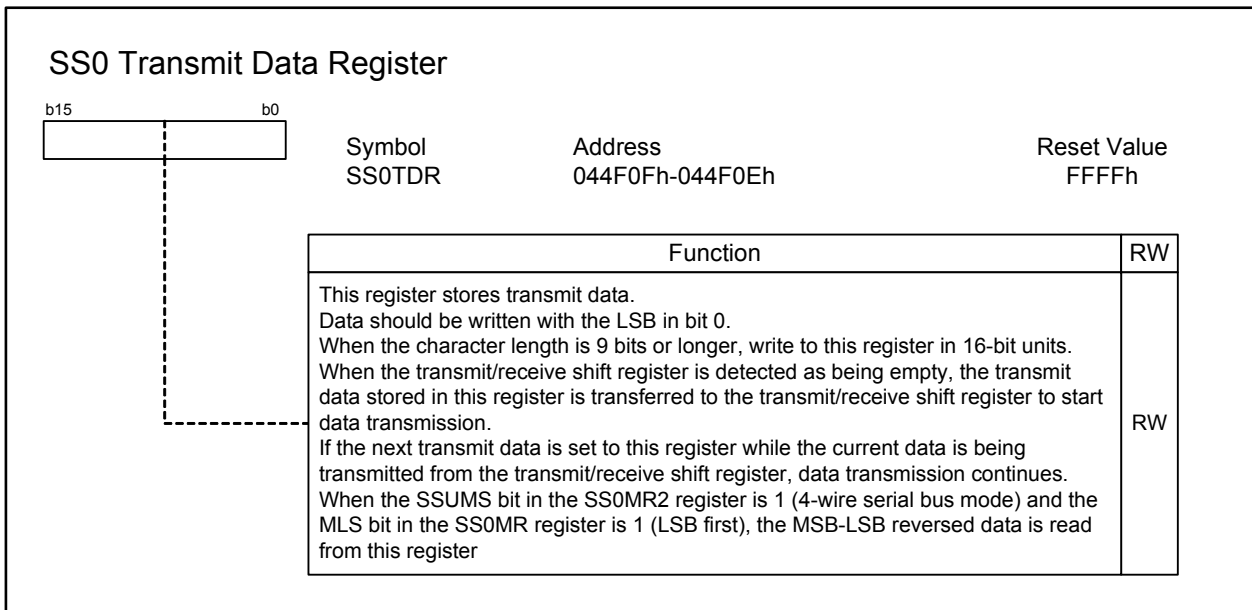 SS0 Transmit Data Register
b15 b0
Symbol Address Reset Value
SS0TDR 044F0Fh-044F0Eh FFFFh
Function RW
This register stores transmit data.
Data should be written with the LSB in bit 0.
When the character length is 9 bits or longer, write to this register in 16-bit units.
When the transmit/receive shift register is detected as being empty, the transmit
data stored in this register is transferred to the transmit/receive shift register to start
data transmission.
RW
If the next transmit data is set to this register while the current data is being
transmitted from the transmit/receive shift register, data transmission continues.
When the SSUMS bit in the SS0MR2 register is 1 (4-wire serial bus mode) and the
MLS bit in the SS0MR register is 1 (LSB first), the MSB-LSB reversed data is read
from this register